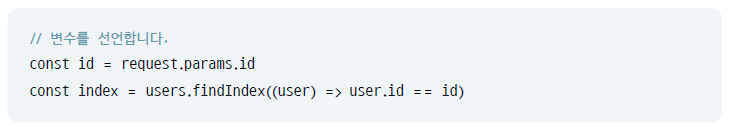 // 변수를 선언합니다.
const id = request.params.id
const index = users.findIndex((user) => user.id == id)